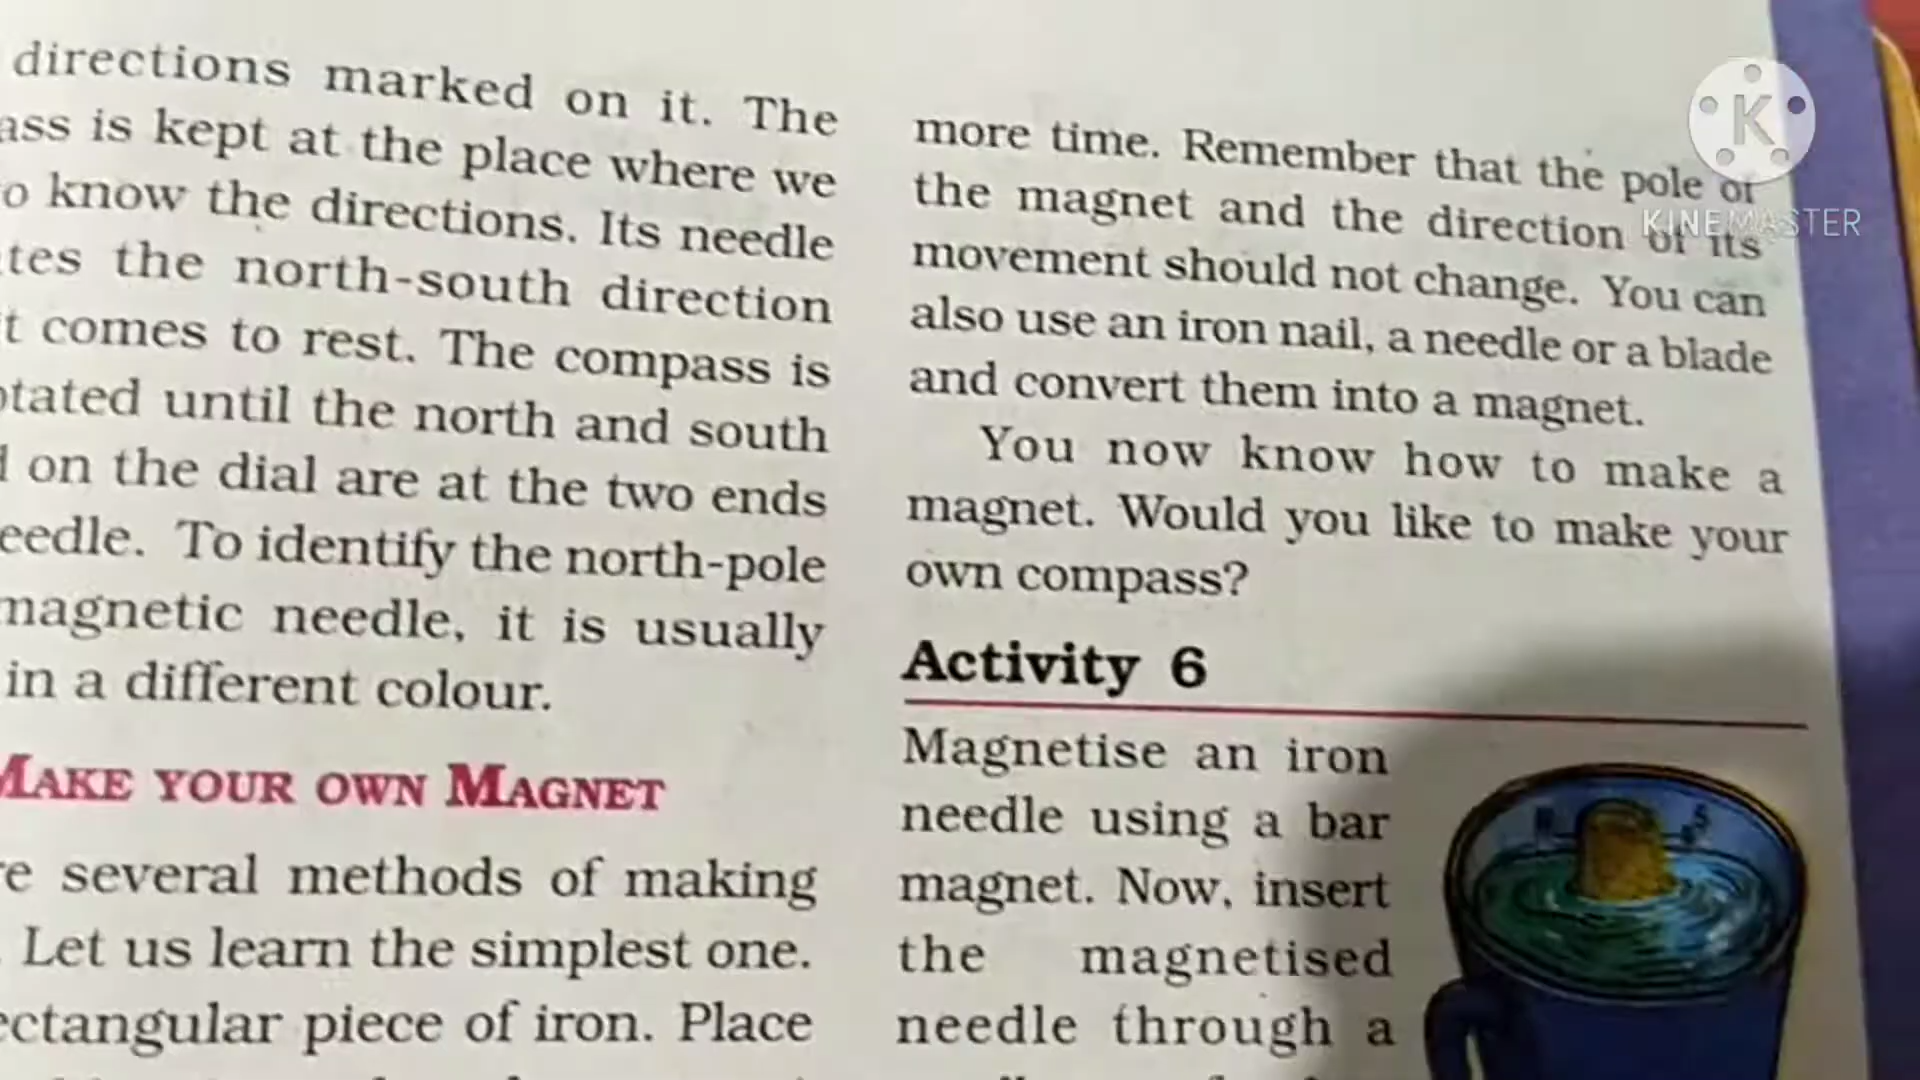 directions marked on it. The
is kept at the place where we
know the directions. Its needle
the north-south direction
comes to rest. The compass is
until the north and south
on the dial are at the two ends
To identify the north-pole
magnetic needle, it is usually
in a different colour.
MAKE YOUR OWN MAGNET
several methods of making
Let us learn the simplest one.
piece of iron. Place
more time. Remember that the pole of
the magnet and the direction of its
movement should not change. You can
also use an iron nail, a needle or a blade
and convert them into a magnet.
You now know how to make a
magnet. Would you like to make your
own compass?
Activity 6
Magnetise an iron
needle using a bar
magnet. Now, insert
the magnetised
needle through a
S
K
KINEMASTER